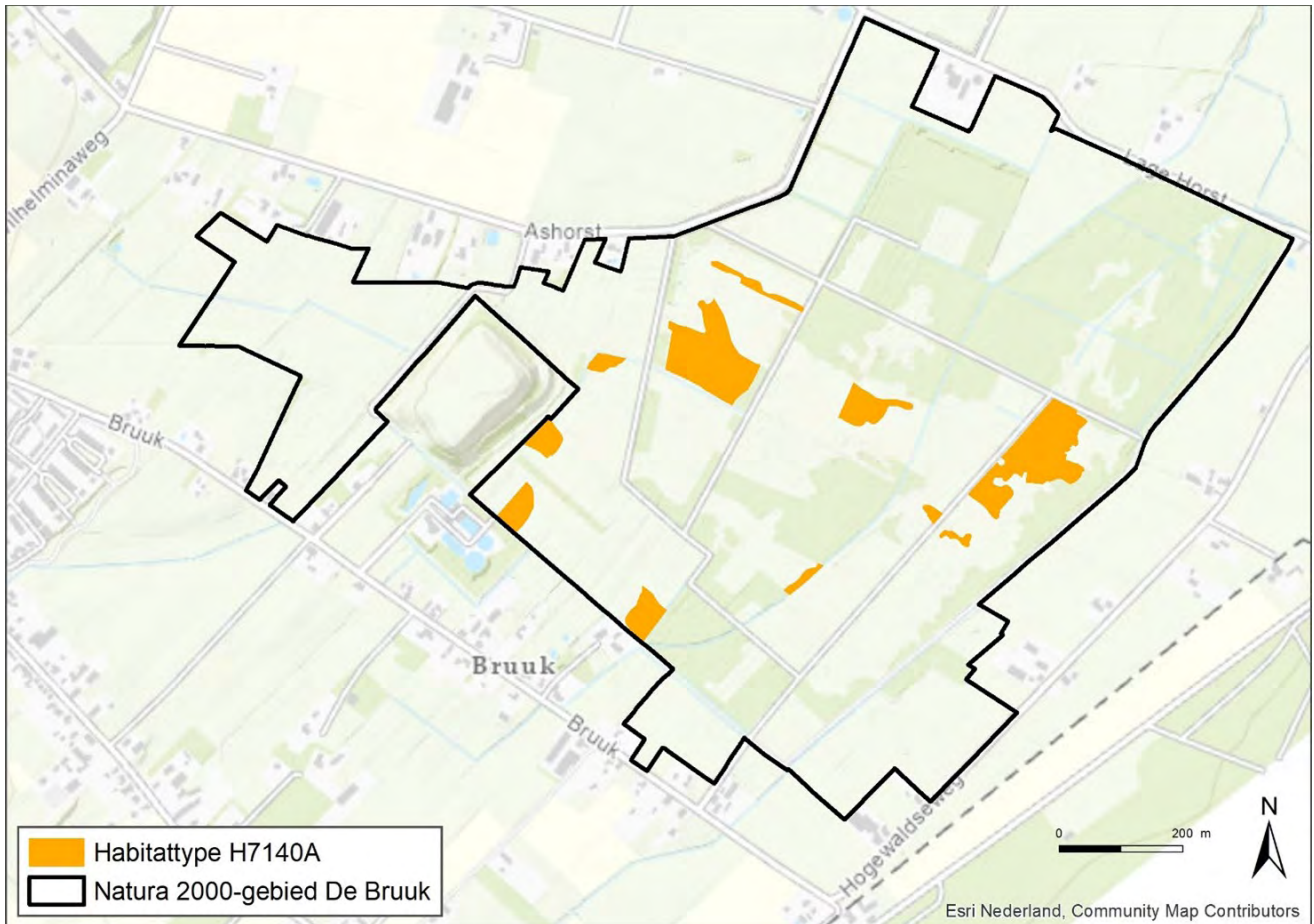 Lage Horst
ilhelminaweg
Ashorst
Bruuk
Bruuk
Bruuk
Hogewaldseweg
N
0 200 m
Habitattype H7140A
Natura 2000-gebied De Bruuk
Esri Nederland, Community Map Contributors